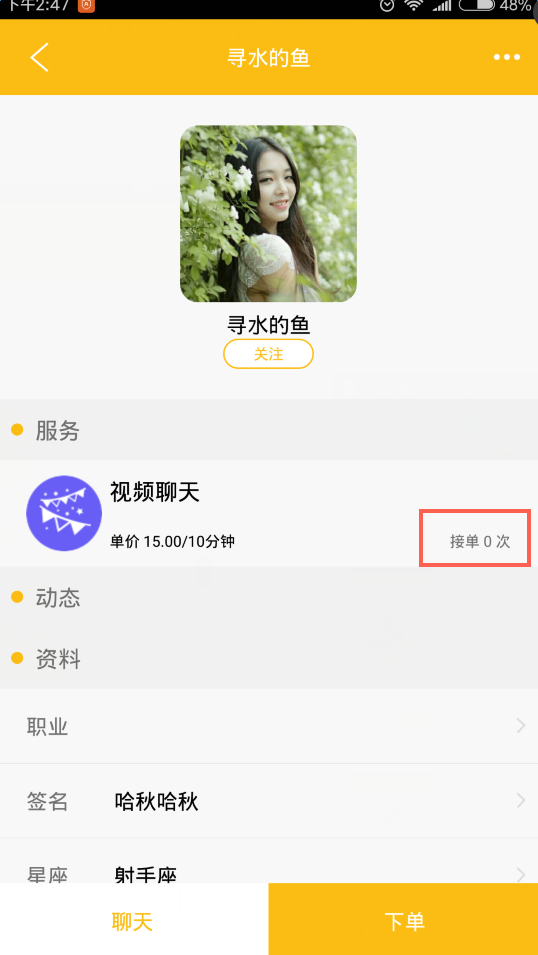 下午2:47
48%
寻水的鱼
寻水的鱼
关注
服务
视频聊天
单价 15.00/10分钟
接单 0 次
动态
资料
职业
签名 哈秋哈秋
星座 射手座
聊天 下单